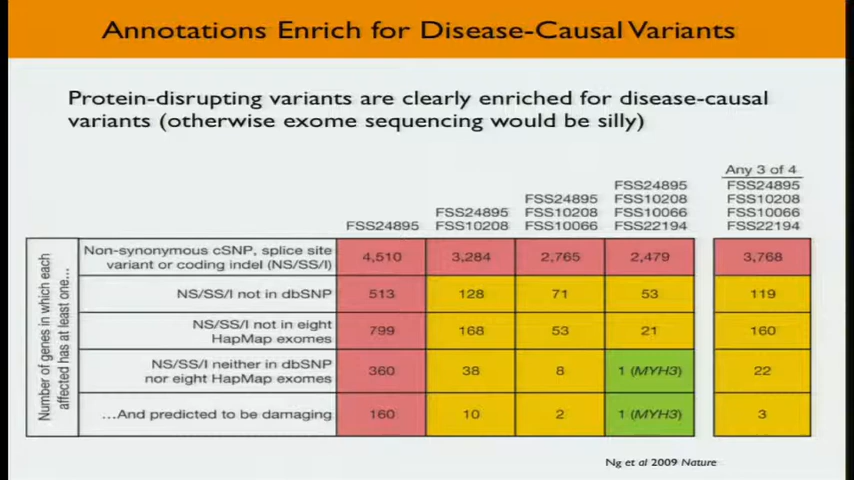 Annotations Enrich for Disease-Causal Variants
Protein-disrupting variants are clearly enriched for disease-causal
variants (otherwise exome sequencing would be silly)
Any 3 of 4
FSS24895
FSS24895 FSS10208
FSS24895 FSS10208 FSS10066
FSS24895 FSS10208 FSS10066 FSS22194
FSS24895 FSS10208 FSS10066 FSS22194
Number of genes in which each
affected has at least one...
Non-synonymous cSNP, splice site
variant or coding indel (NS/SS/I)
4,510 3,284 2,765 2,479 3,768
NS/SS/I not in dbSNP 513 128 71 53 119
NS/SS/I not in eight
HapMap exomes
799 168 53 21 160
NS/SS/I neither in dbSNP
nor eight HapMap exomes
360 38 8 1 (MYH3) 22
...And predicted to be damaging 160 10 2 1 (MYH3) 3
Ng et al 2009 Nature